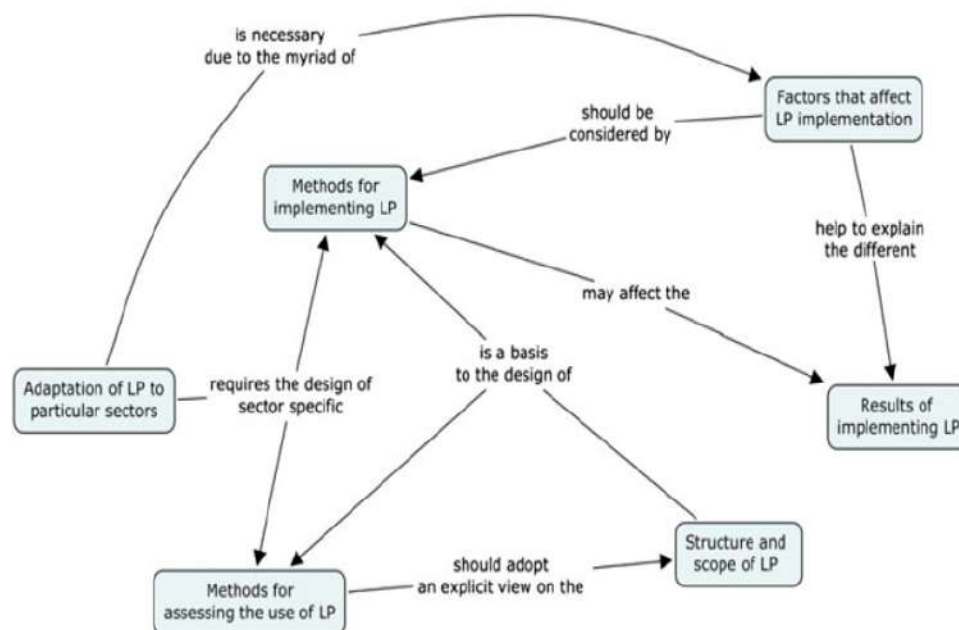 is necessary
due to the myriad of
Factors that affect
LP implementation
should be
considered by
Methods for
implementing LP
help to explain
the different
may affect the
is a basis
to the design of
Adaptation of LP to
particular sectors
requires the design of
sector specific
Results of
implementing LP
Structure and
scope of LP
should adopt
an explicit view on the
Methods for
assessing the use of LP